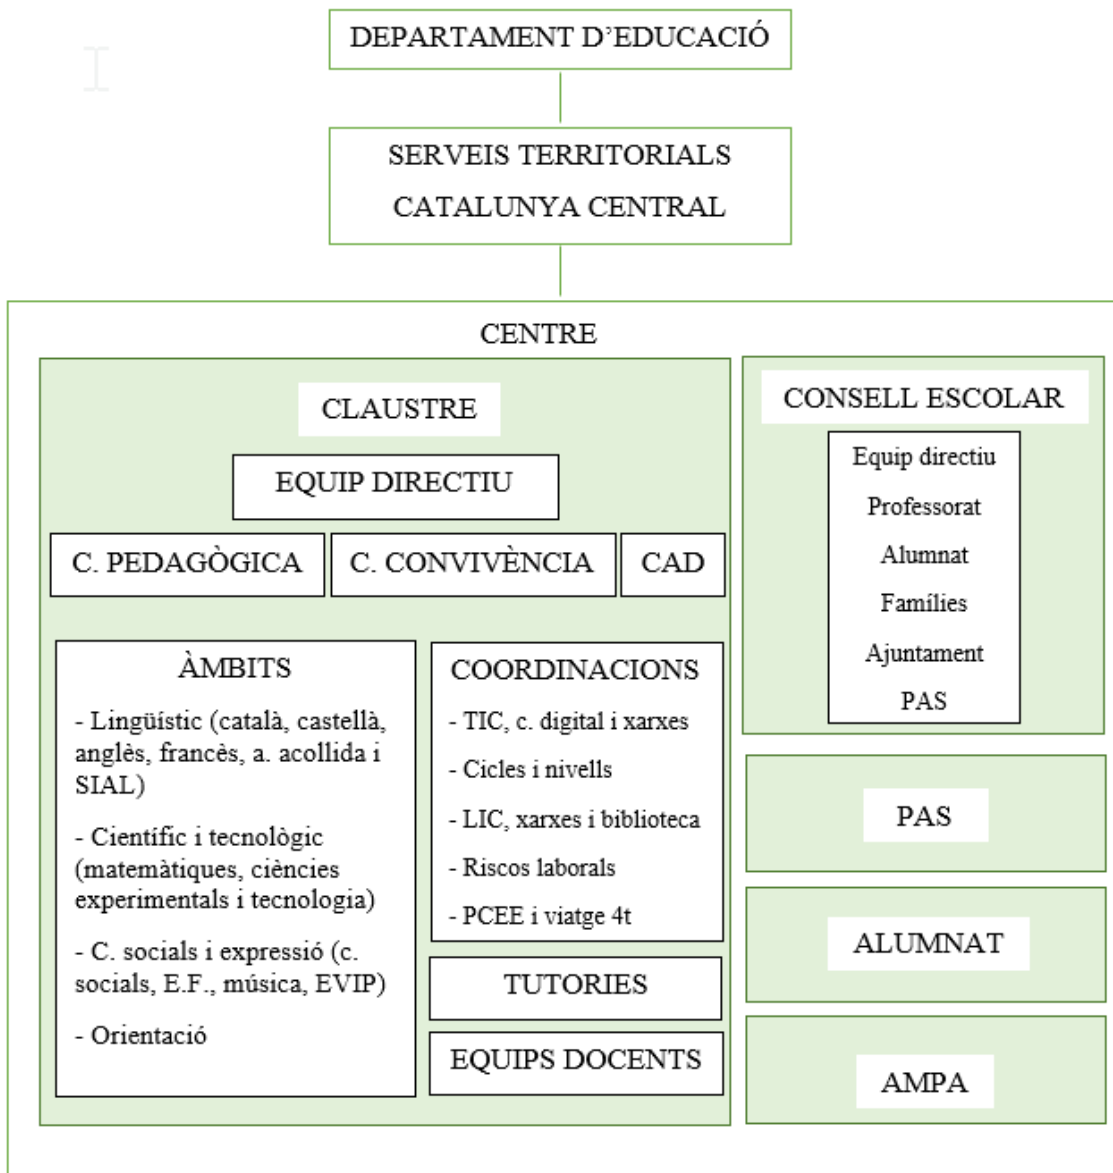 DEPARTAMENT D'EDUCACIÓ
SERVEIS TERRITORIALS
CATALUNYA CENTRAL
CENTRE
CLAUSTRE
EQUIP DIRECTIU
C. PEDAGÒGICA
C. CONVIVÈNCIA
CAD
ÀMBITS
- Lingüístic (català, castellà,
anglès, francès, a. acollida i
SIAL)
- Científic i tecnològic
(matemàtiques, ciències
experimentals i tecnologia)
- C. socials i expressió (c.
socials, E.F., música, EVIP)
- Orientació
COORDINACIONS
- TIC, c. digital i xarxes
- Cicles i nivells
- LIC, xarxes i biblioteca
- Riscos laborals
- PCEE i viatge 4t
TUTORIES
EQUIPS DOCENTS
CONSELL ESCOLAR
Equip directiu
Professorat
Alumnat
Famílies
Ajuntament
PAS
PAS
ALUMNAT
AMPA